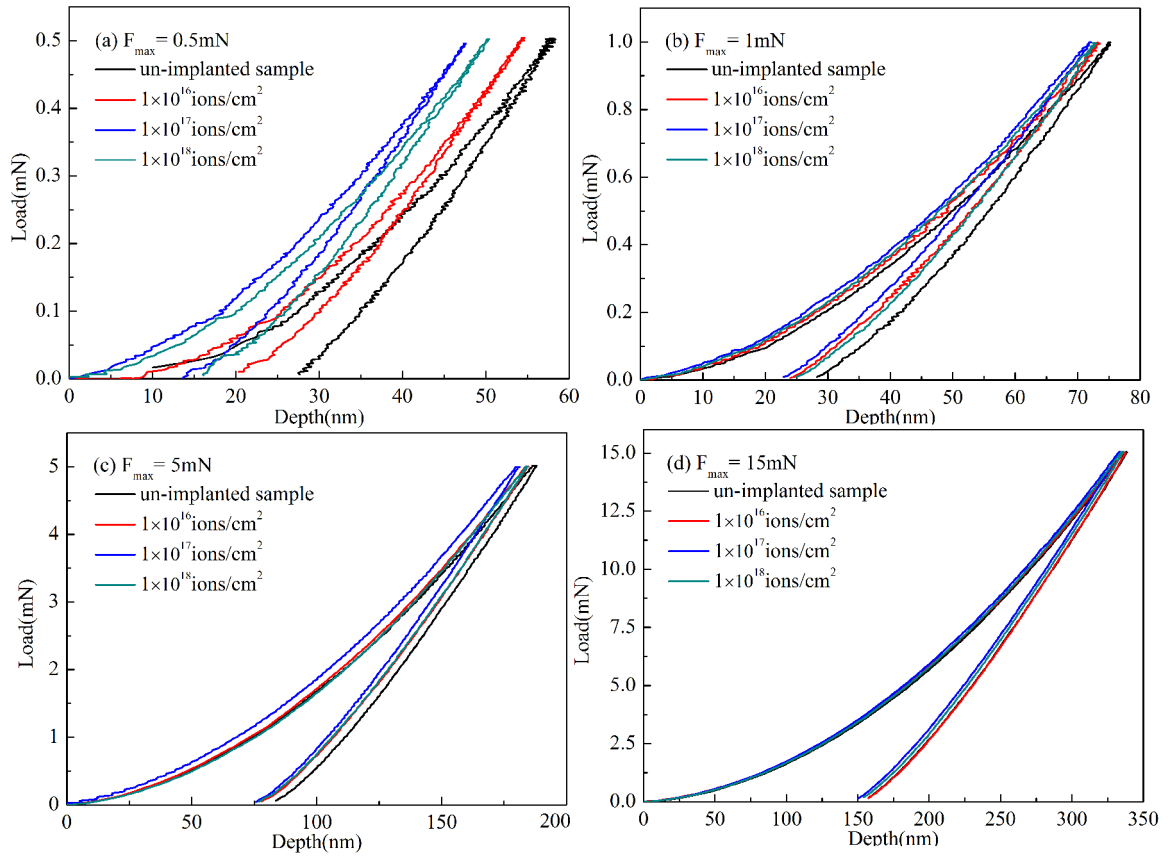 (a) Fmax = 0.5mN
un-implanted sample
1×10^16 ions/cm^2
1×10^17 ions/cm^2
1×10^18 ions/cm^2
Load(mN)
0.5
0.4
0.3
0.2
0.1
0.0
0 10 20 30 40 50 60
Depth(nm)
(b) Fmax = 1mN
un-implanted sample
1×10^16 ions/cm^2
1×10^17 ions/cm^2
1×10^18 ions/cm^2
Load(mN)
1.0
0.8
0.6
0.4
0.2
0.0
0 10 20 30 40 50 60 70 80
Depth(nm)
(c) Fmax = 5mN
un-implanted sample
1×10^16 ions/cm^2
1×10^17 ions/cm^2
1×10^18 ions/cm^2
Load(mN)
5
4
3
2
1
0
0 50 100 150 200
Depth(nm)
(d) Fmax = 15mN
un-implanted sample
1×10^16 ions/cm^2
1×10^17 ions/cm^2
1×10^18 ions/cm^2
Load(mN)
15.0
12.5
10.0
7.5
5.0
2.5
0.0
0 50 100 150 200 250 300 350
Depth(nm)